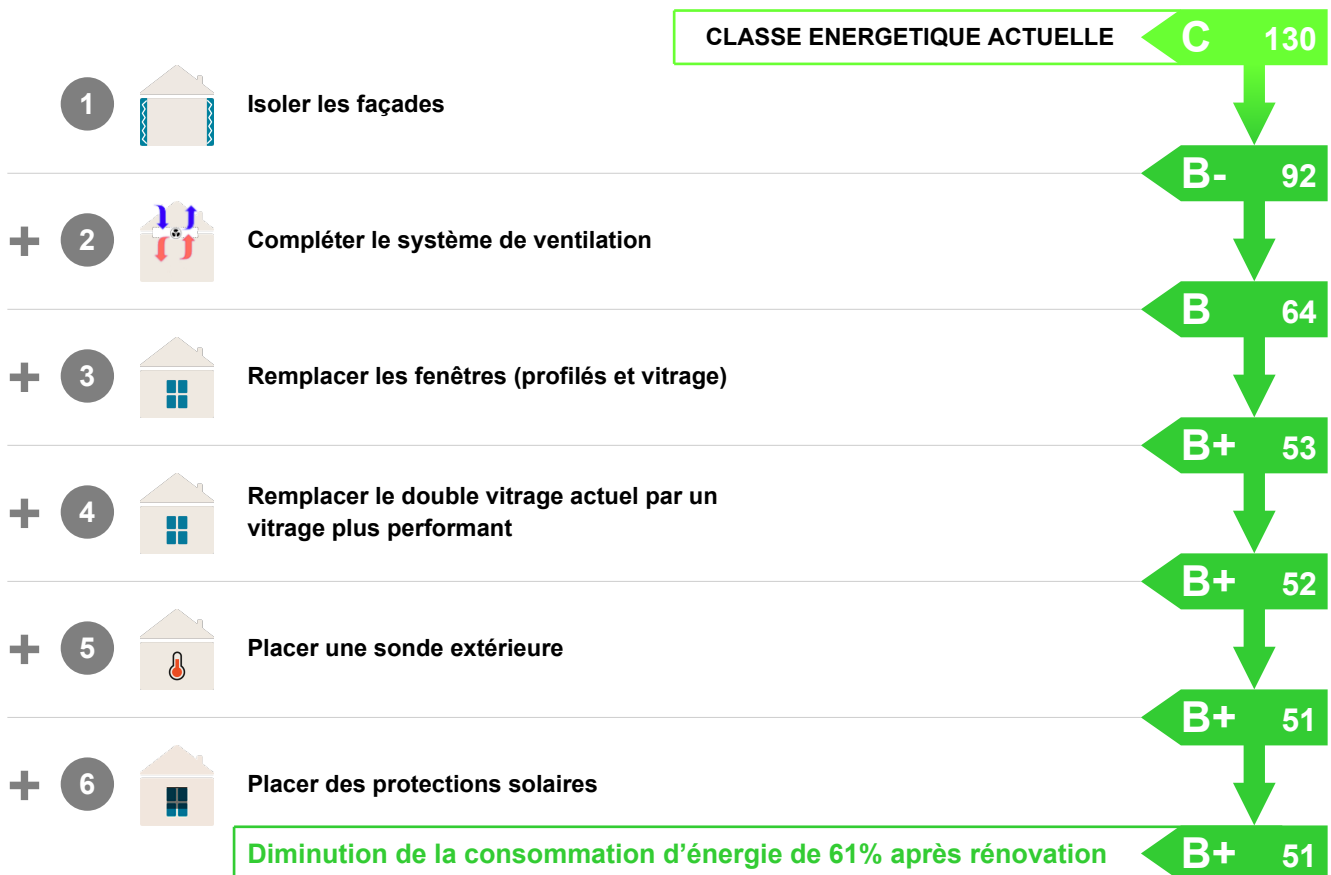 CLASSE ENERGETIQUE ACTUELLE C 130
1 Isoler les façades
B- 92
+ 2 Compléter le système de ventilation
B 64
+ 3 Remplacer les fenêtres (profilés et vitrage)
B+ 53
+ 4 Remplacer le double vitrage actuel par un
vitrage plus performant
B+ 52
+ 5 Placer une sonde extérieure
B+ 51
+ 6 Placer des protections solaires
Diminution de la consommation d’énergie de 61% après rénovation B+ 51